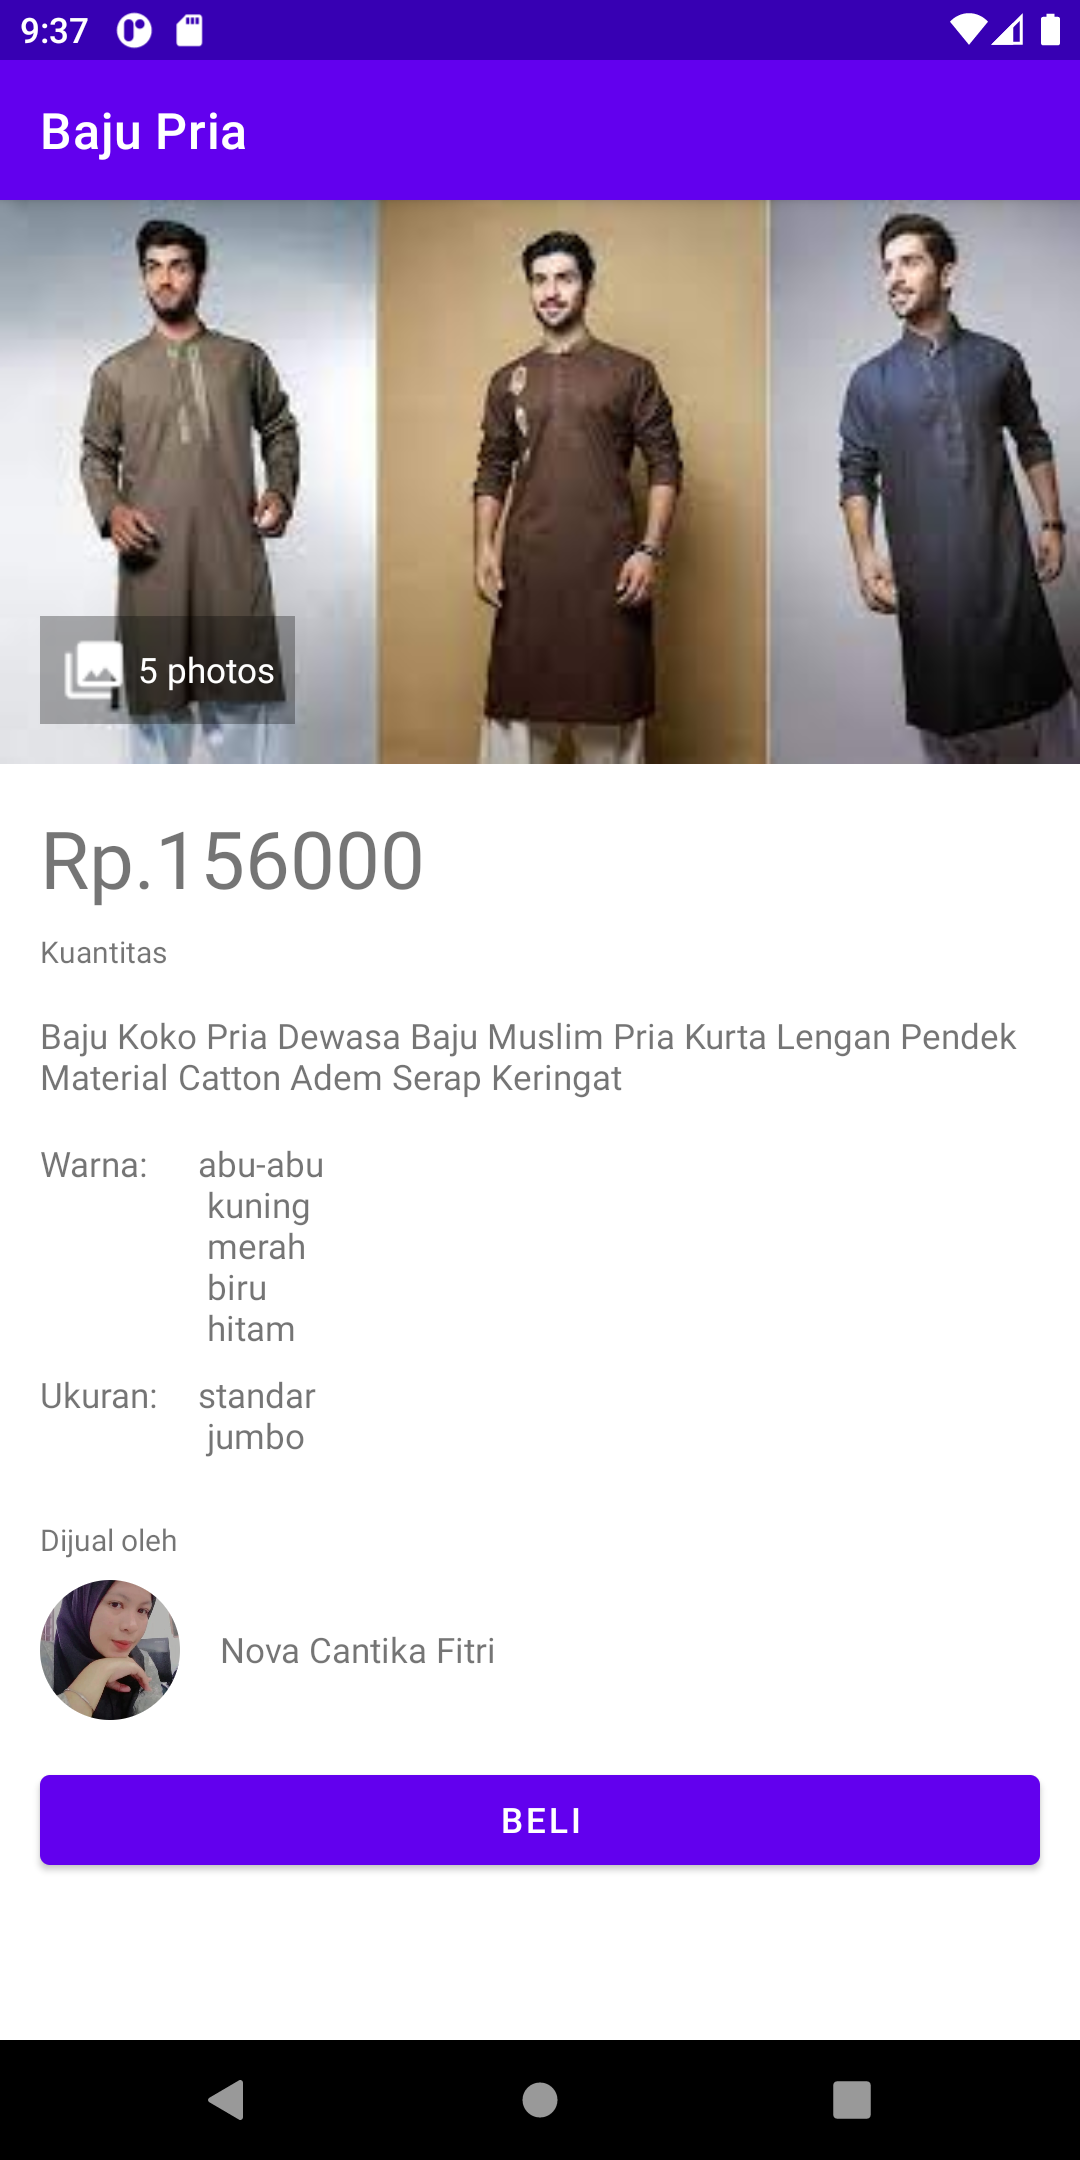 9:37
Baju Pria
5 photos
Rp.156000
Kuantitas
Baju Koko Pria Dewasa Baju Muslim Pria Kurta Lengan Pendek
Material Catton Adem Serap Keringat
Warna: abu-abu
kuning
merah
biru
hitam
Ukuran: standar
jumbo
Dijual oleh
Nova Cantika Fitri
BELI